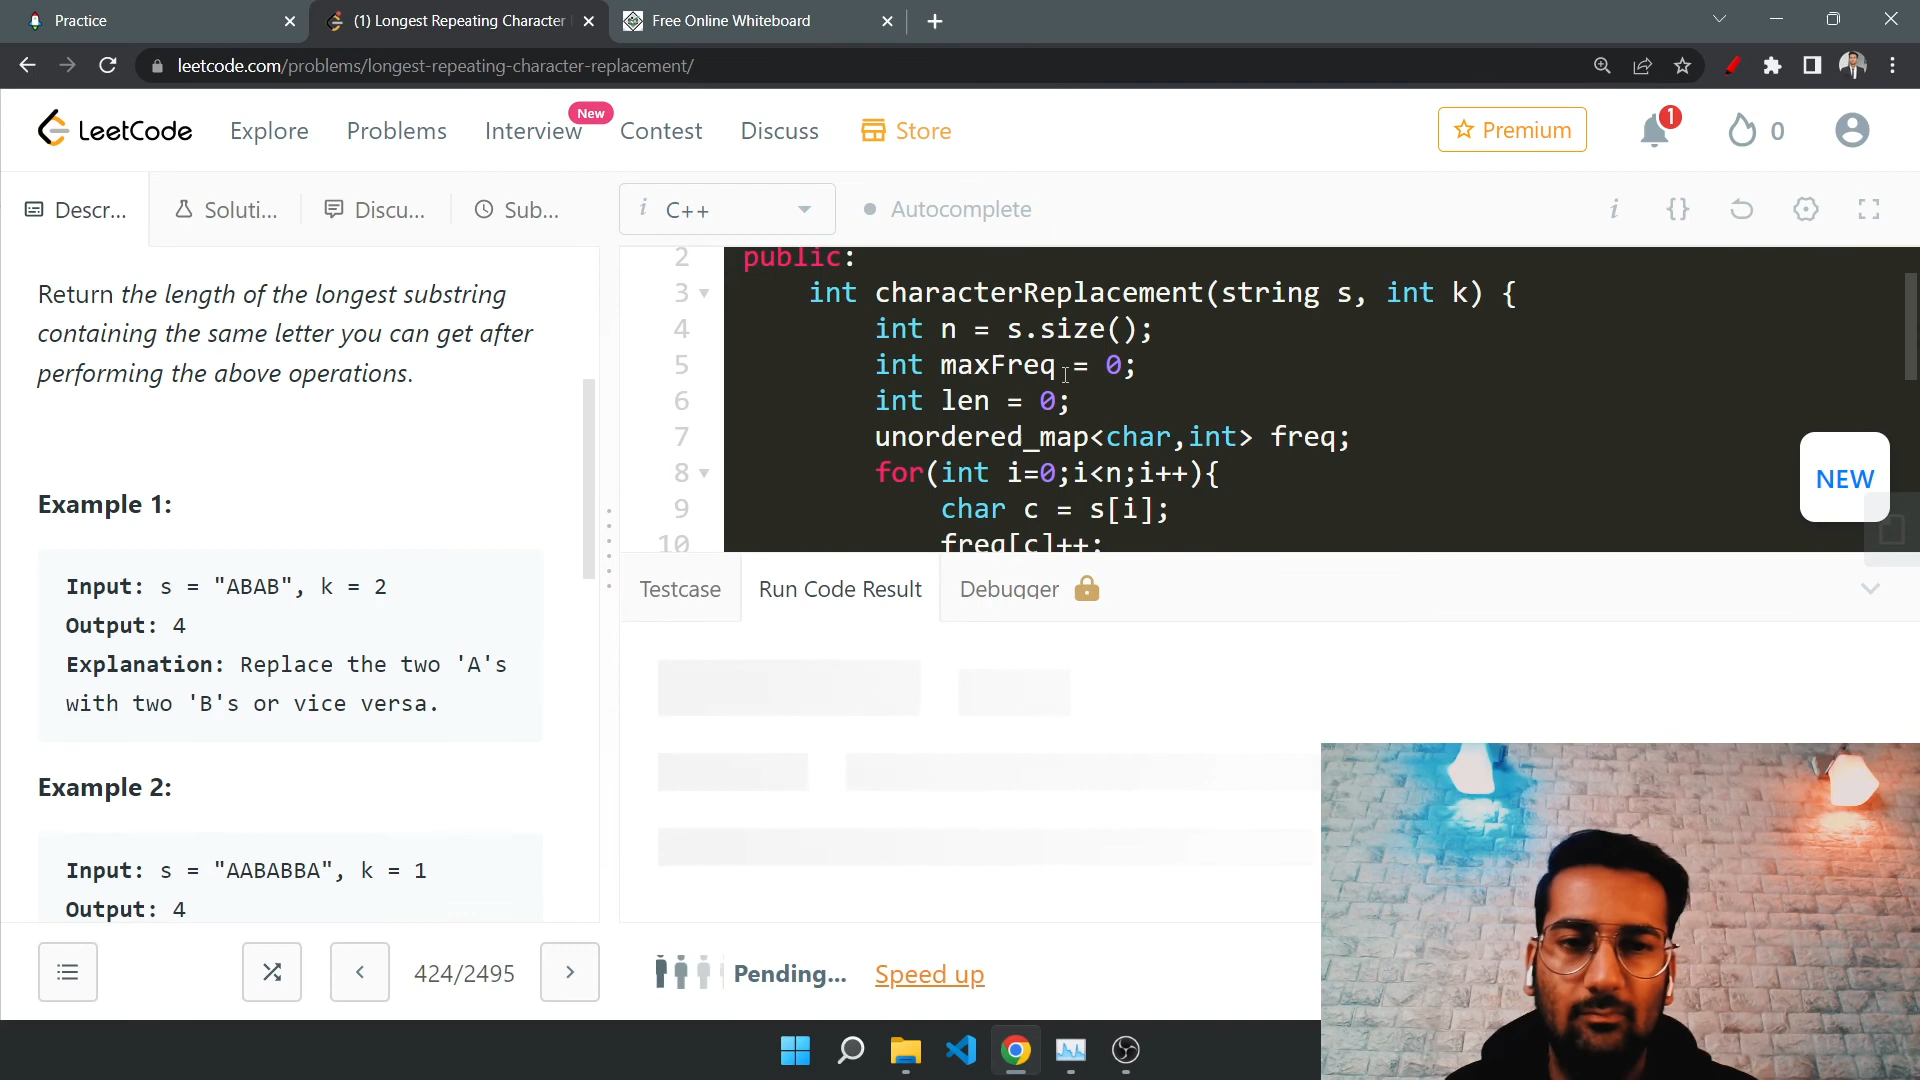 Practice
(1) Longest Repeating Character
Free Online Whiteboard
leetcode.com/problems/longest-repeating-character-replacement/
LeetCode
Explore
Problems
Interview
New
Contest
Discuss
Store
Premium
1
0
Descr...
Soluti...
Discu...
Sub...
i C++
Autocomplete
i {}
Return the length of the longest substring
containing the same letter you can get after
performing the above operations.
Example 1:
Input: s = "ABAB", k = 2
Output: 4
Explanation: Replace the two 'A's
with two 'B's or vice versa.
Example 2:
Input: s = "AABABBA", k = 1
Output: 4
2 public:
3 int characterReplacement(string s, int k) {
4 int n = s.size();
5 int maxFreq = 0;
6 int len = 0;
7 unordered_map<char,int> freq;
8 for(int i=0;i<n;i++){
9 char c = s[i];
10 freq[c]++;
NEW
Testcase
Run Code Result
Debugger
424/2495
Pending...
Speed up